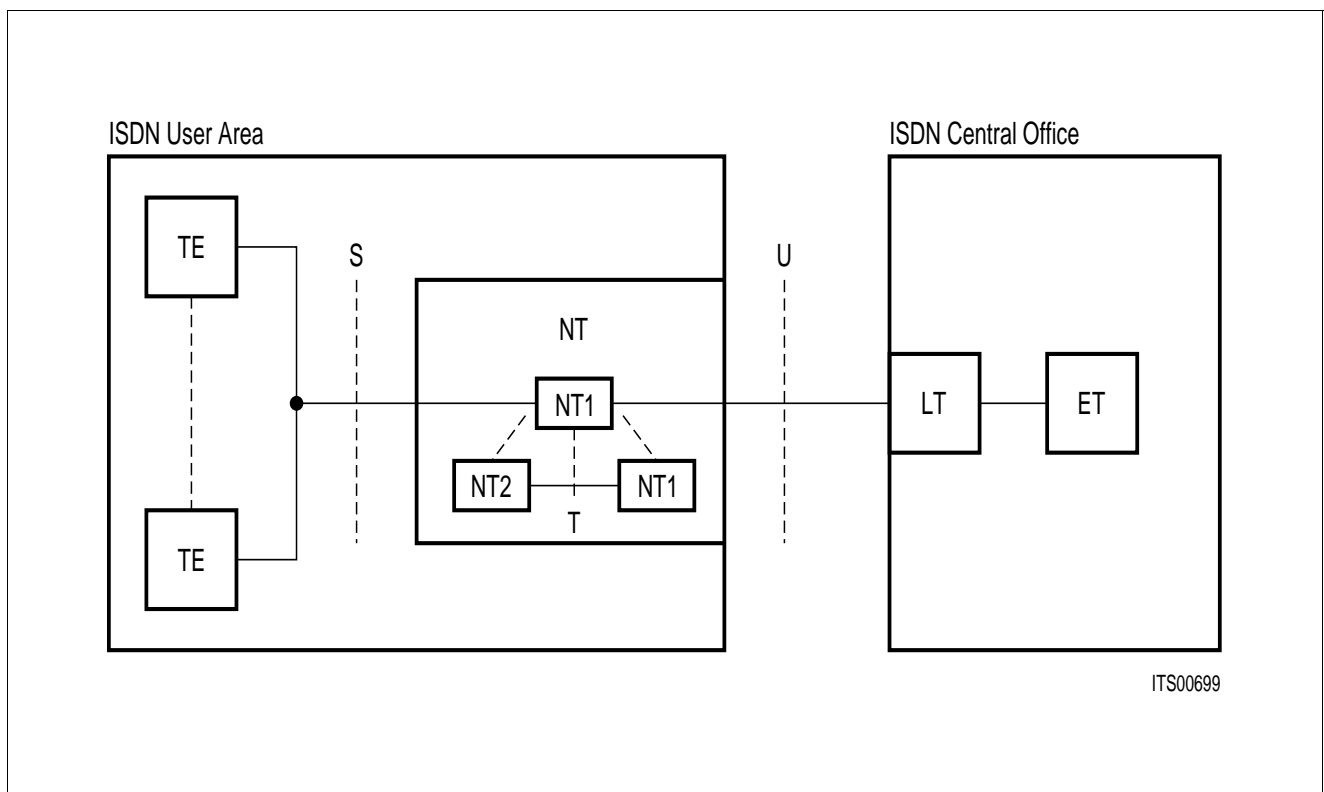 ISDN User Area
ISDN Central Office
TE
S
U
NT
NT1
LT
ET
NT2
NT1
T
TE
ITS00699